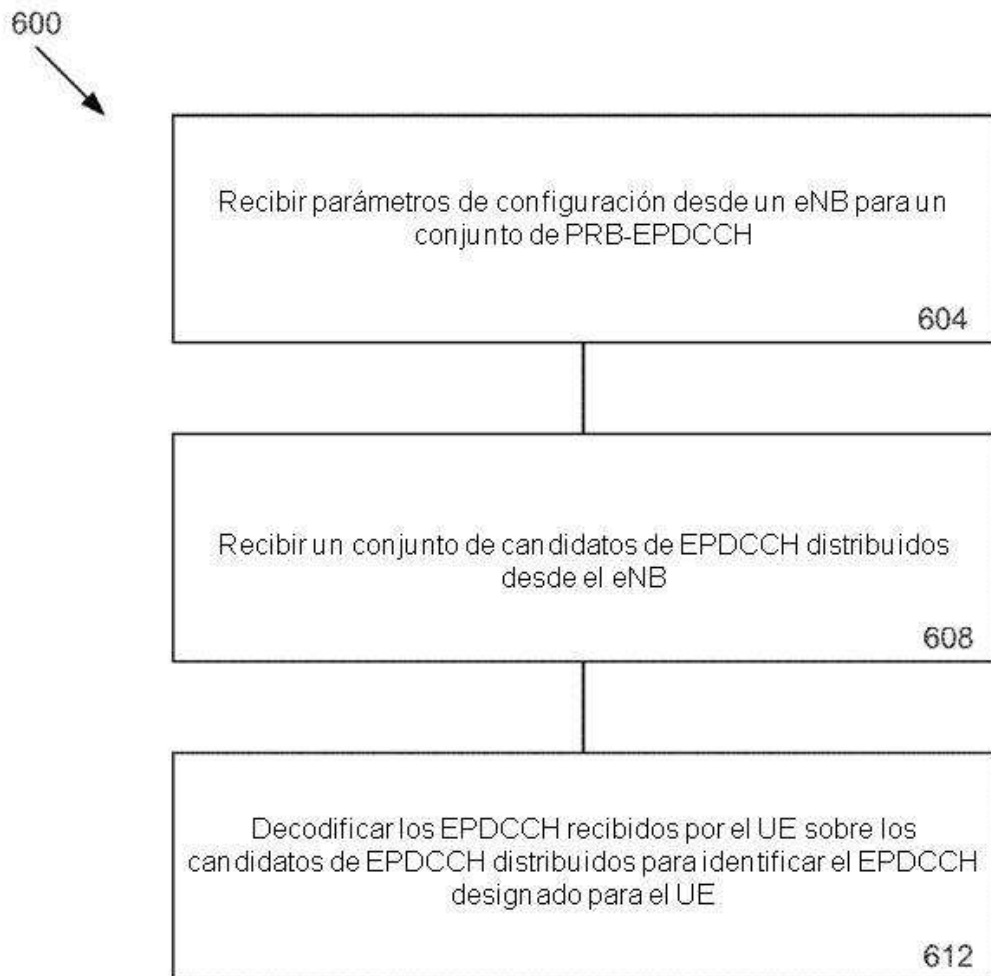 600
Recibir parámetros de configuración desde un eNB para un
conjunto de PRB-EPDCCH
604
Recibir un conjunto de candidatos de EPDCCH distribuidos
desde el eNB
608
Decodificar los EPDCCH recibidos por el UE sobre los
candidatos de EPDCCH distribuidos para identificar el EPDCCH
designado para el UE
612